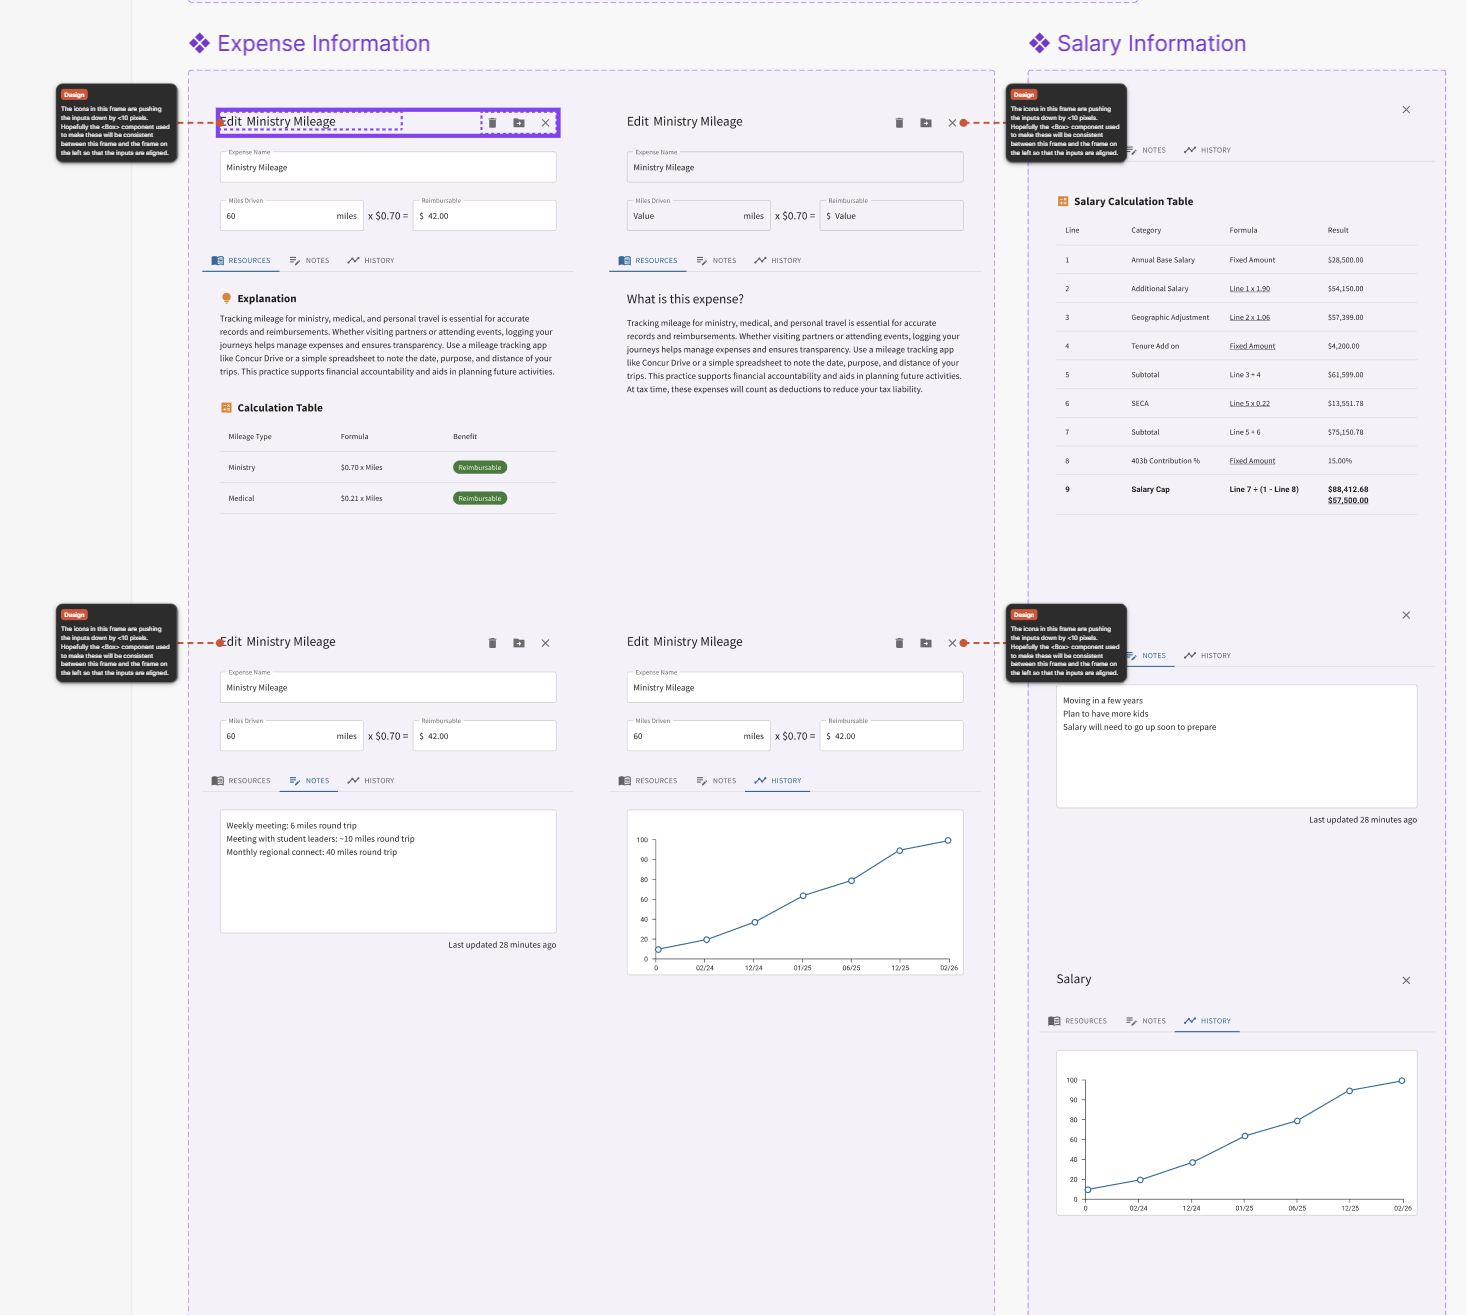 Expense Information
Salary Information
Design
The icons in this frame are pushing
the inputs down by <10 pixels.
Hopefully the <Box> component used
to make these will be consistent
between this frame and the frame on
the left so that the inputs are aligned.
Edit Ministry Mileage
Expense Name
Ministry Mileage
Miles Driven
60
miles
x $0.70 =
Reimbursable
$ 42.00
RESOURCES
NOTES
HISTORY
Explanation
Tracking mileage for ministry, medical, and personal travel is essential for accurate
records and reimbursements. Whether visiting partners or attending events, logging your
journeys helps manage expenses and ensures transparency. Use a mileage tracking app
like Concur Drive or a simple spreadsheet to note the date, purpose, and distance of your
trips. This practice supports financial accountability and aids in planning future activities.
Calculation Table
Mileage Type Formula Benefit
Ministry $0.70 x Miles Reimbursable
Medical $0.21 x Miles Reimbursable
Edit Ministry Mileage
Expense Name
Ministry Mileage
Miles Driven
Value
miles
x $0.70 =
Reimbursable
$ Value
RESOURCES
NOTES
HISTORY
What is this expense?
Tracking mileage for ministry, medical, and personal travel is essential for accurate
records and reimbursements. Whether visiting partners or attending events, logging your
journeys helps manage expenses and ensures transparency. Use a mileage tracking app
like Concur Drive or a simple spreadsheet to note the date, purpose, and distance of your
trips. This practice supports financial accountability and aids in planning future activities.
At tax time, these expenses will count as deductions to reduce your tax liability.
Design
The icons in this frame are pushing
the inputs down by <10 pixels.
Hopefully the <Box> component used
to make these will be consistent
between this frame and the frame on
the left so that the inputs are aligned.
NOTES
HISTORY
Salary Calculation Table
Line Category Formula Result
1 Annual Base Salary Fixed Amount $28,500.00
2 Additional Salary Line 1 x 1.90 $54,150.00
3 Geographic Adjustment Line 2 x 1.06 $57,399.00
4 Tenure Add on Fixed Amount $4,200.00
5 Subtotal Line 3 + 4 $61,599.00
6 SECA Line 5 x 0.22 $13,551.78
7 Subtotal Line 5 + 6 $75,150.78
8 403b Contribution % Fixed Amount 15.00%
9 Salary Cap Line 7 ÷ (1 - Line 8) $88,412.68
$57,500.00
Design
The icons in this frame are pushing
the inputs down by <10 pixels.
Hopefully the <Box> component used
to make these will be consistent
between this frame and the frame on
the left so that the inputs are aligned.
Edit Ministry Mileage
Expense Name
Ministry Mileage
Miles Driven
60
miles
x $0.70 =
Reimbursable
$ 42.00
RESOURCES
NOTES
HISTORY
Weekly meeting: 6 miles round trip
Meeting with student leaders: ~10 miles round trip
Monthly regional connect: 40 miles round trip
Last updated 28 minutes ago
Edit Ministry Mileage
Expense Name
Ministry Mileage
Miles Driven
60
miles
x $0.70 =
Reimbursable
$ 42.00
RESOURCES
NOTES
HISTORY
100
90
80
60
40
20
0
0 02/24 12/24 01/25 06/25 12/25 02/26
Design
The icons in this frame are pushing
the inputs down by <10 pixels.
Hopefully the <Box> component used
to make these will be consistent
between this frame and the frame on
the left so that the inputs are aligned.
NOTES
HISTORY
Moving in a few years
Plan to have more kids
Salary will need to go up soon to prepare
Last updated 28 minutes ago
Salary
RESOURCES
NOTES
HISTORY
100
90
80
60
40
20
0
0 02/24 12/24 01/25 06/25 12/25 02/26